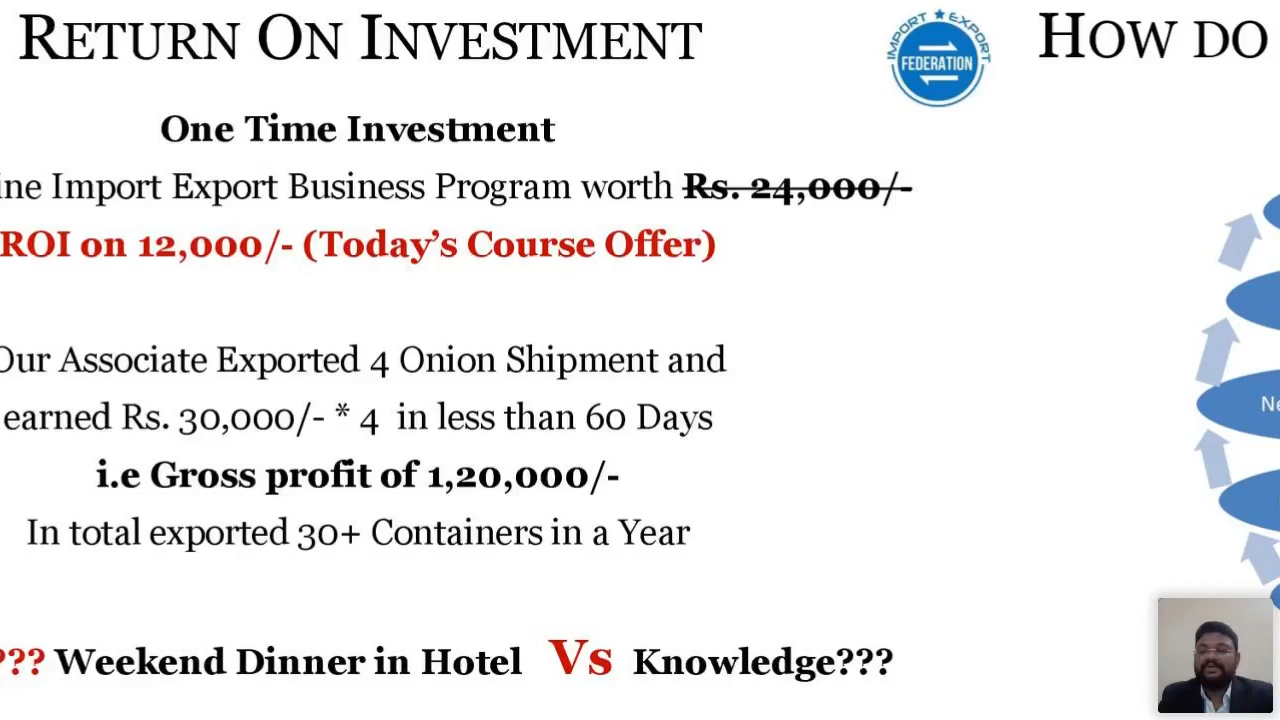 RETURN ON INVESTMENT
IMPORT EXPORT
FEDERATION
HOW DO
One Time Investment
Import Export Business Program worth Rs. 24,000/-
ROI on 12,000/- (Today's Course Offer)
Our Associate Exported 4 Onion Shipment and
earned Rs. 30,000/- * 4 in less than 60 Days
i.e Gross profit of 1,20,000/-
In total exported 30+ Containers in a Year
??? Weekend Dinner in Hotel Vs Knowledge???